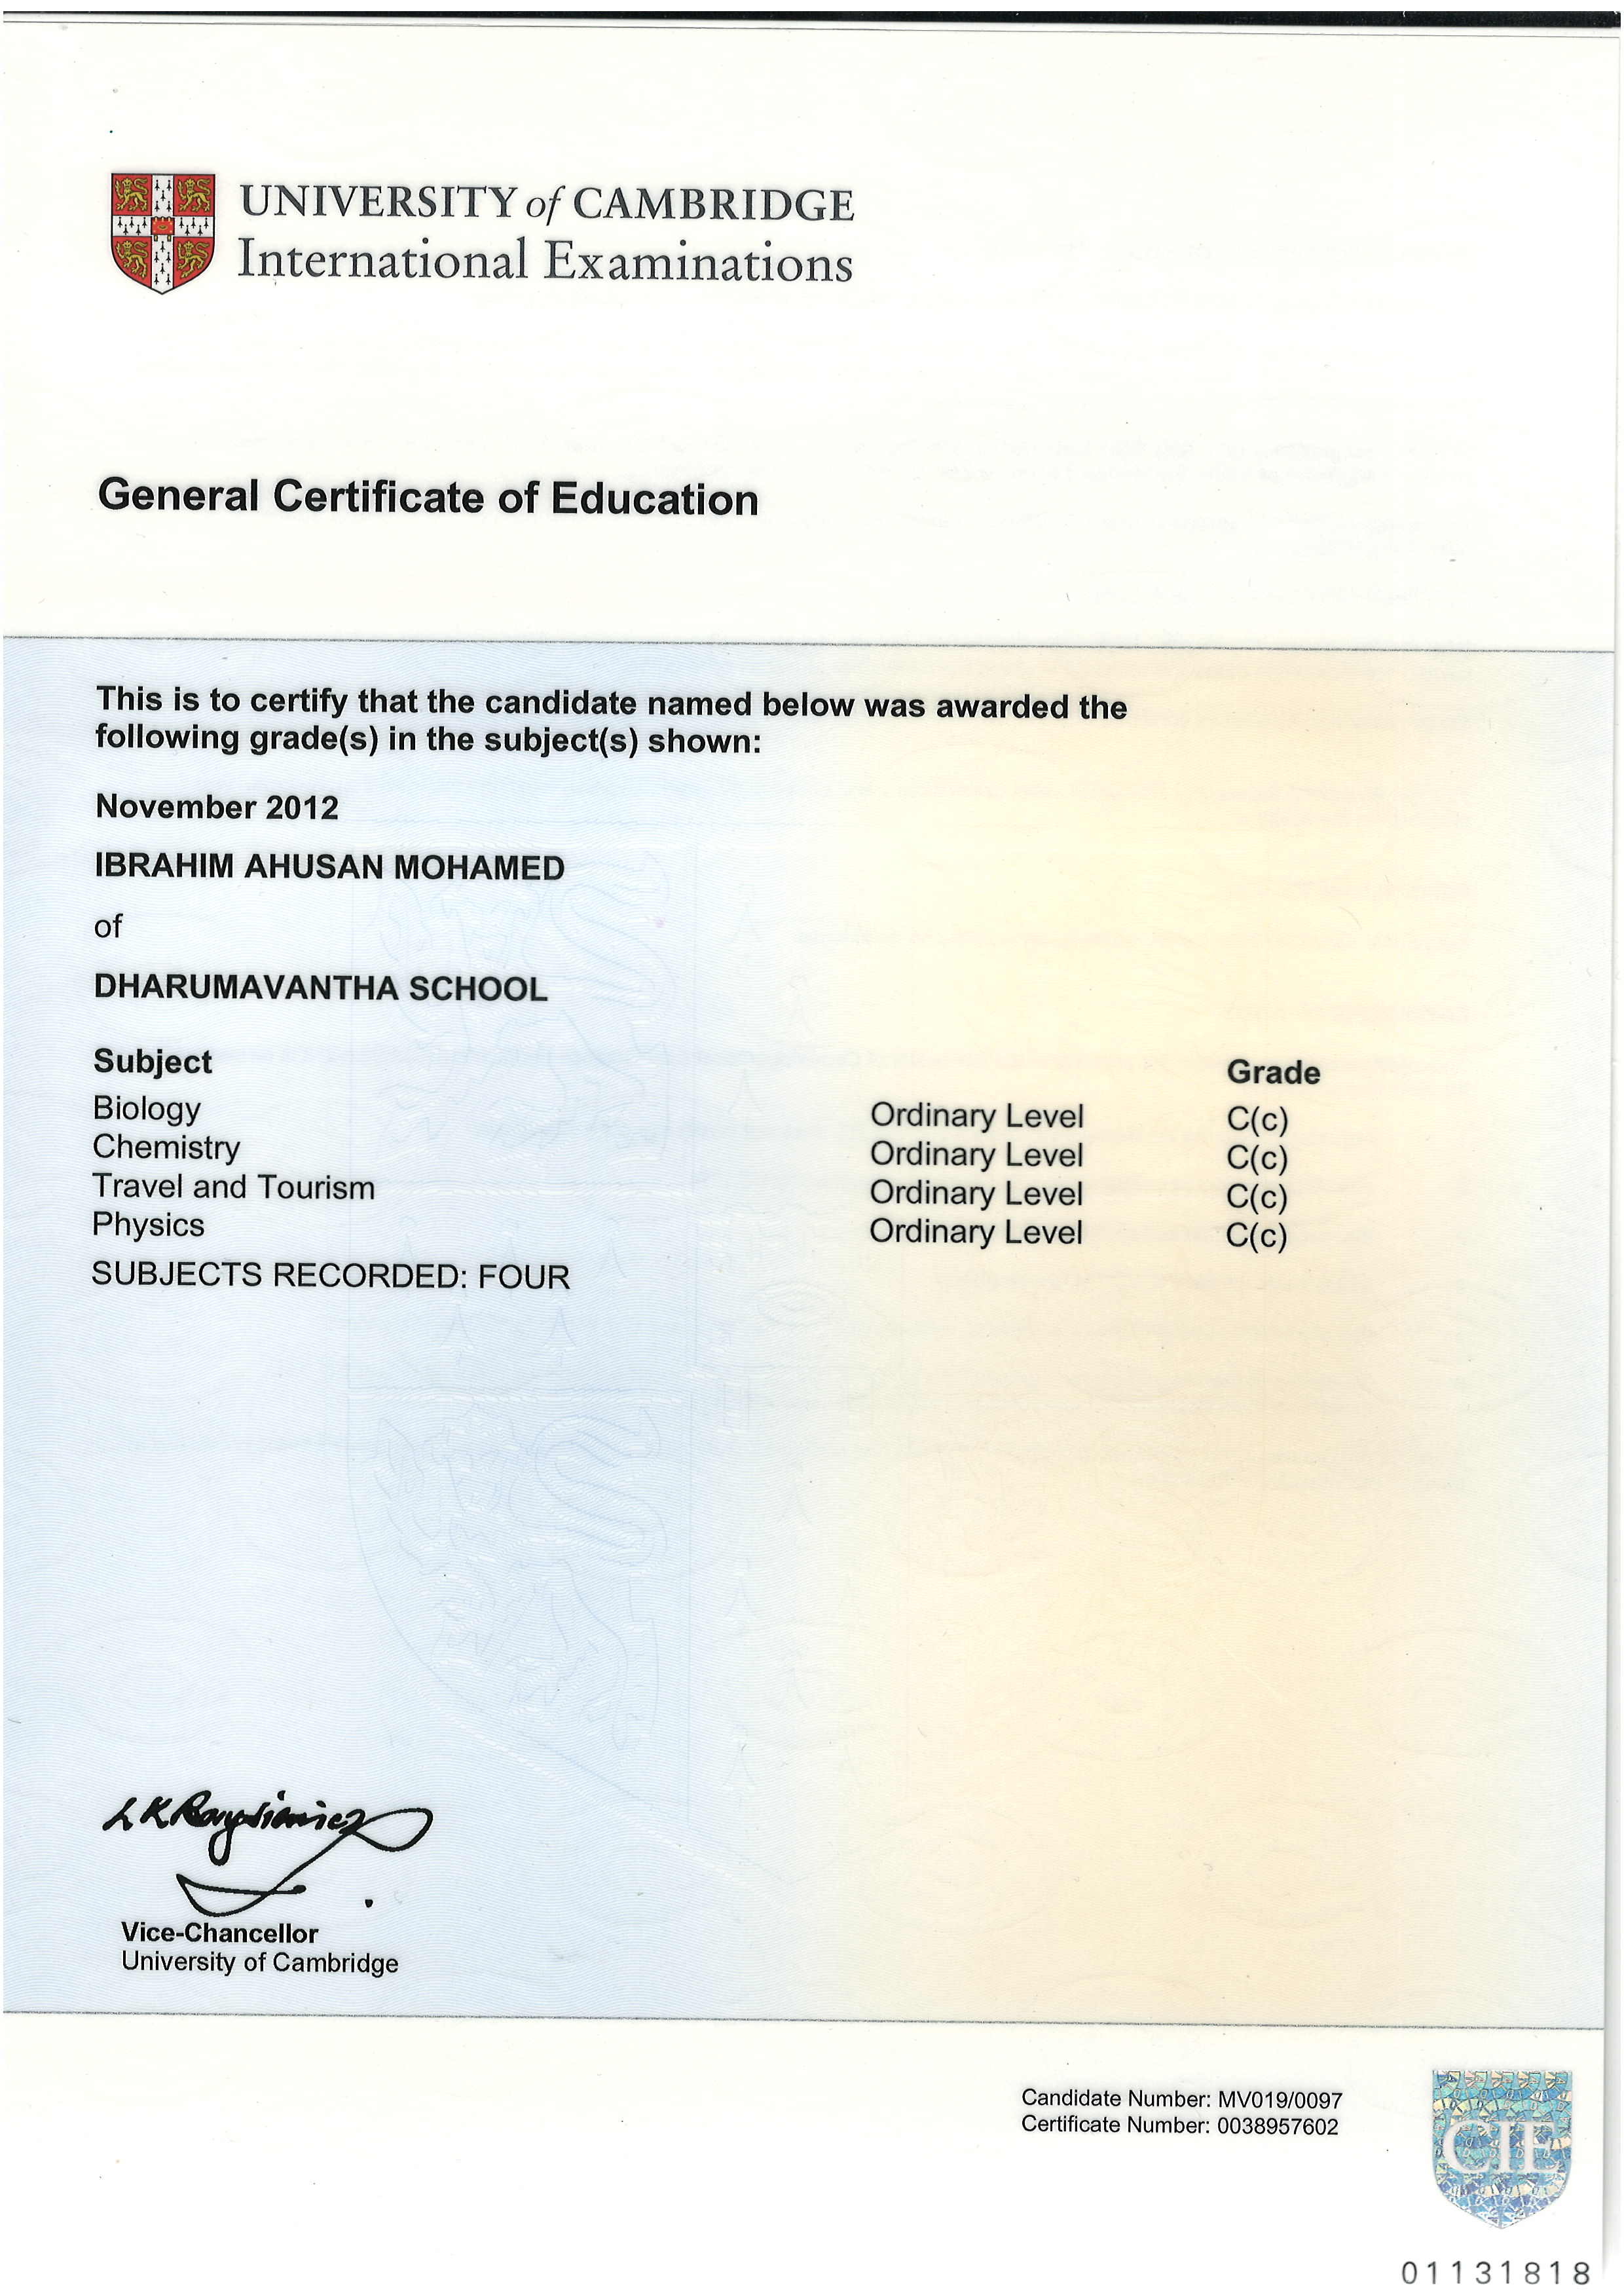 UNIVERSITY of CAMBRIDGE
International Examinations
General Certificate of Education
This is to certify that the candidate named below was awarded the
following grade(s) in the subject(s) shown:
November 2012
IBRAHIM AHUSAN MOHAMED
of
DHARUMAVANTHA SCHOOL
Subject Grade
Biology Ordinary Level C(c)
Chemistry Ordinary Level C(c)
Travel and Tourism Ordinary Level C(c)
Physics Ordinary Level C(c)
SUBJECTS RECORDED: FOUR
Vice-Chancellor
University of Cambridge
Candidate Number: MV019/0097
Certificate Number: 0038957602
CIE
01131818